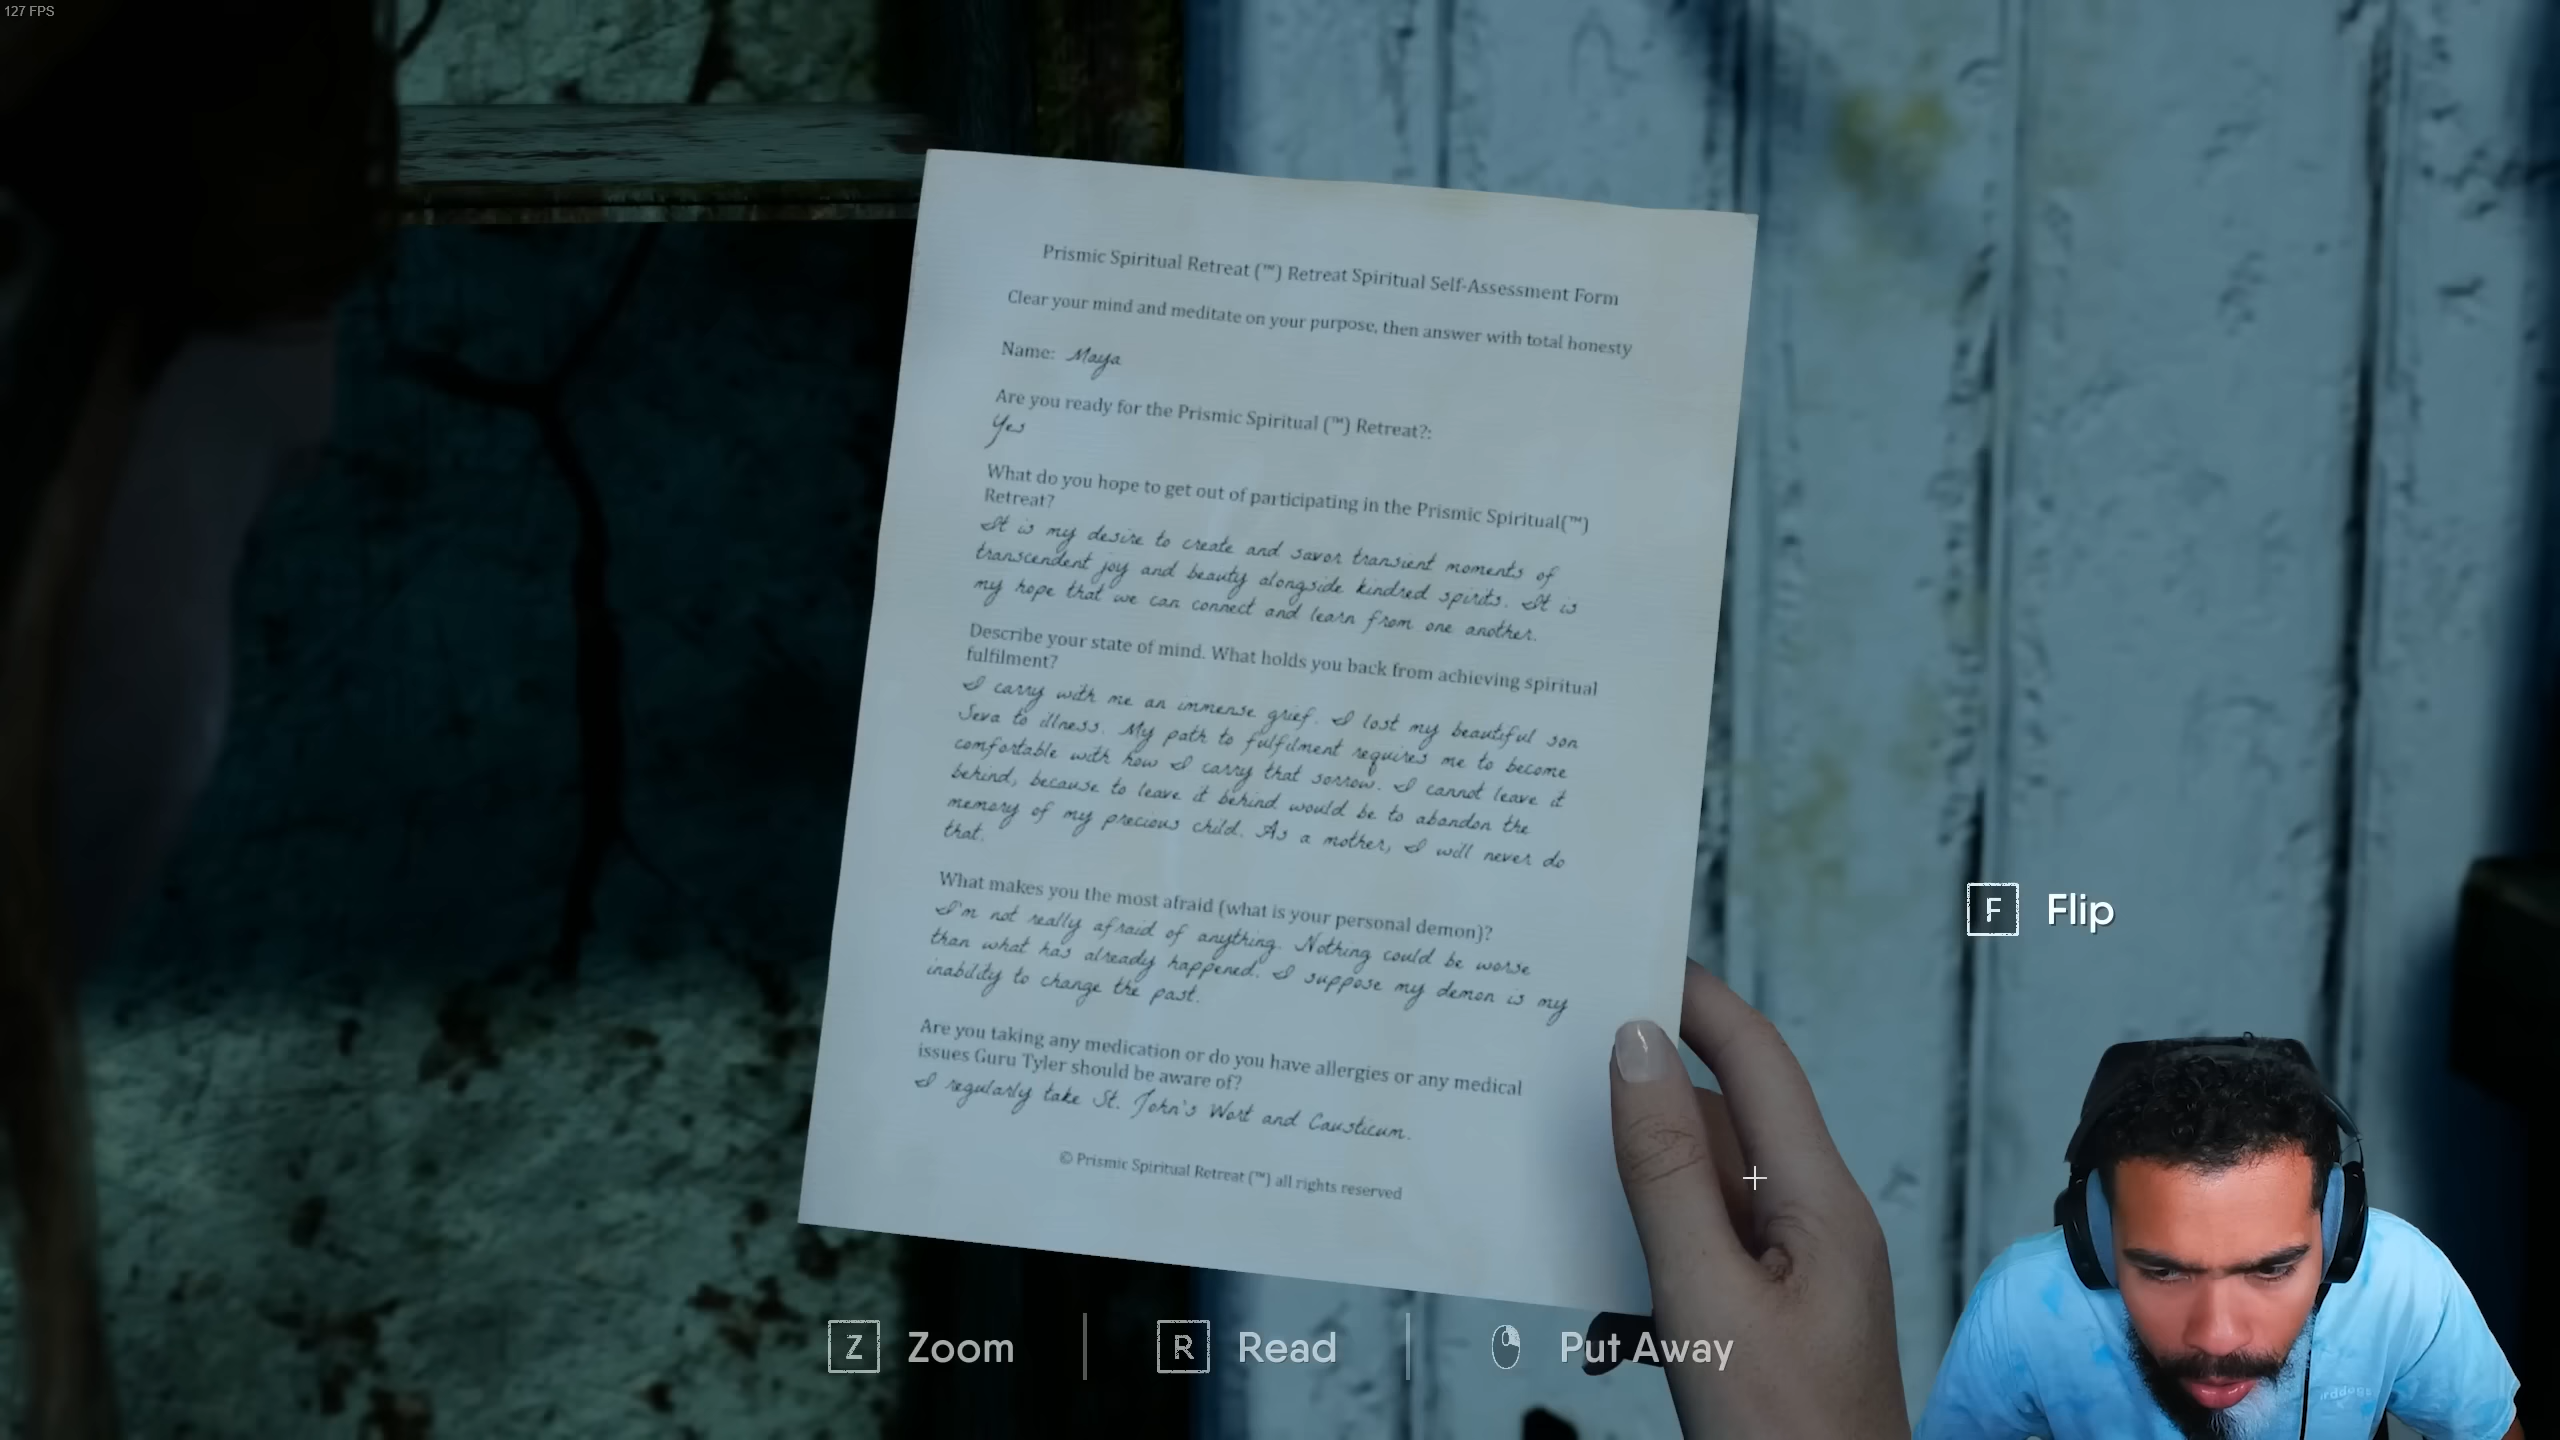 127 FPS
Prismic Spiritual Retreat (™) Retreat Spiritual Self-Assessment Form
Clear your mind and meditate on your purpose, then answer with total honesty
Name: Maya
Are you ready for the Prismic Spiritual (™) Retreat?:
Yes
What do you hope to get out of participating in the Prismic Spiritual(™)
Retreat?
It is my desire to create and savor transient moments of
transcendent joy and beauty alongside kindred spirits. It is
my hope that we can connect and learn from one another.
Describe your state of mind. What holds you back from achieving spiritual
fulfilment?
I carry with me an immense grief. I lost my beautiful son
Seva to illness. My path to fulfilment requires me to become
comfortable with how I carry that sorrow. I cannot leave it
behind, because to leave it behind would be to abandon the
memory of my precious child. As a mother, I will never do
that.
What makes you the most afraid (what is your personal demon)?
I'm not really afraid of anything. Nothing could be worse
than what has already happened. I suppose my demon is my
inability to change the past.
Are you taking any medication or do you have allergies or any medical
issues Guru Tyler should be aware of?
I regularly take St. John's Wort and Causticum.
© Prismic Spiritual Retreat (™) all rights reserved
F Flip
Z Zoom
R Read
Put Away